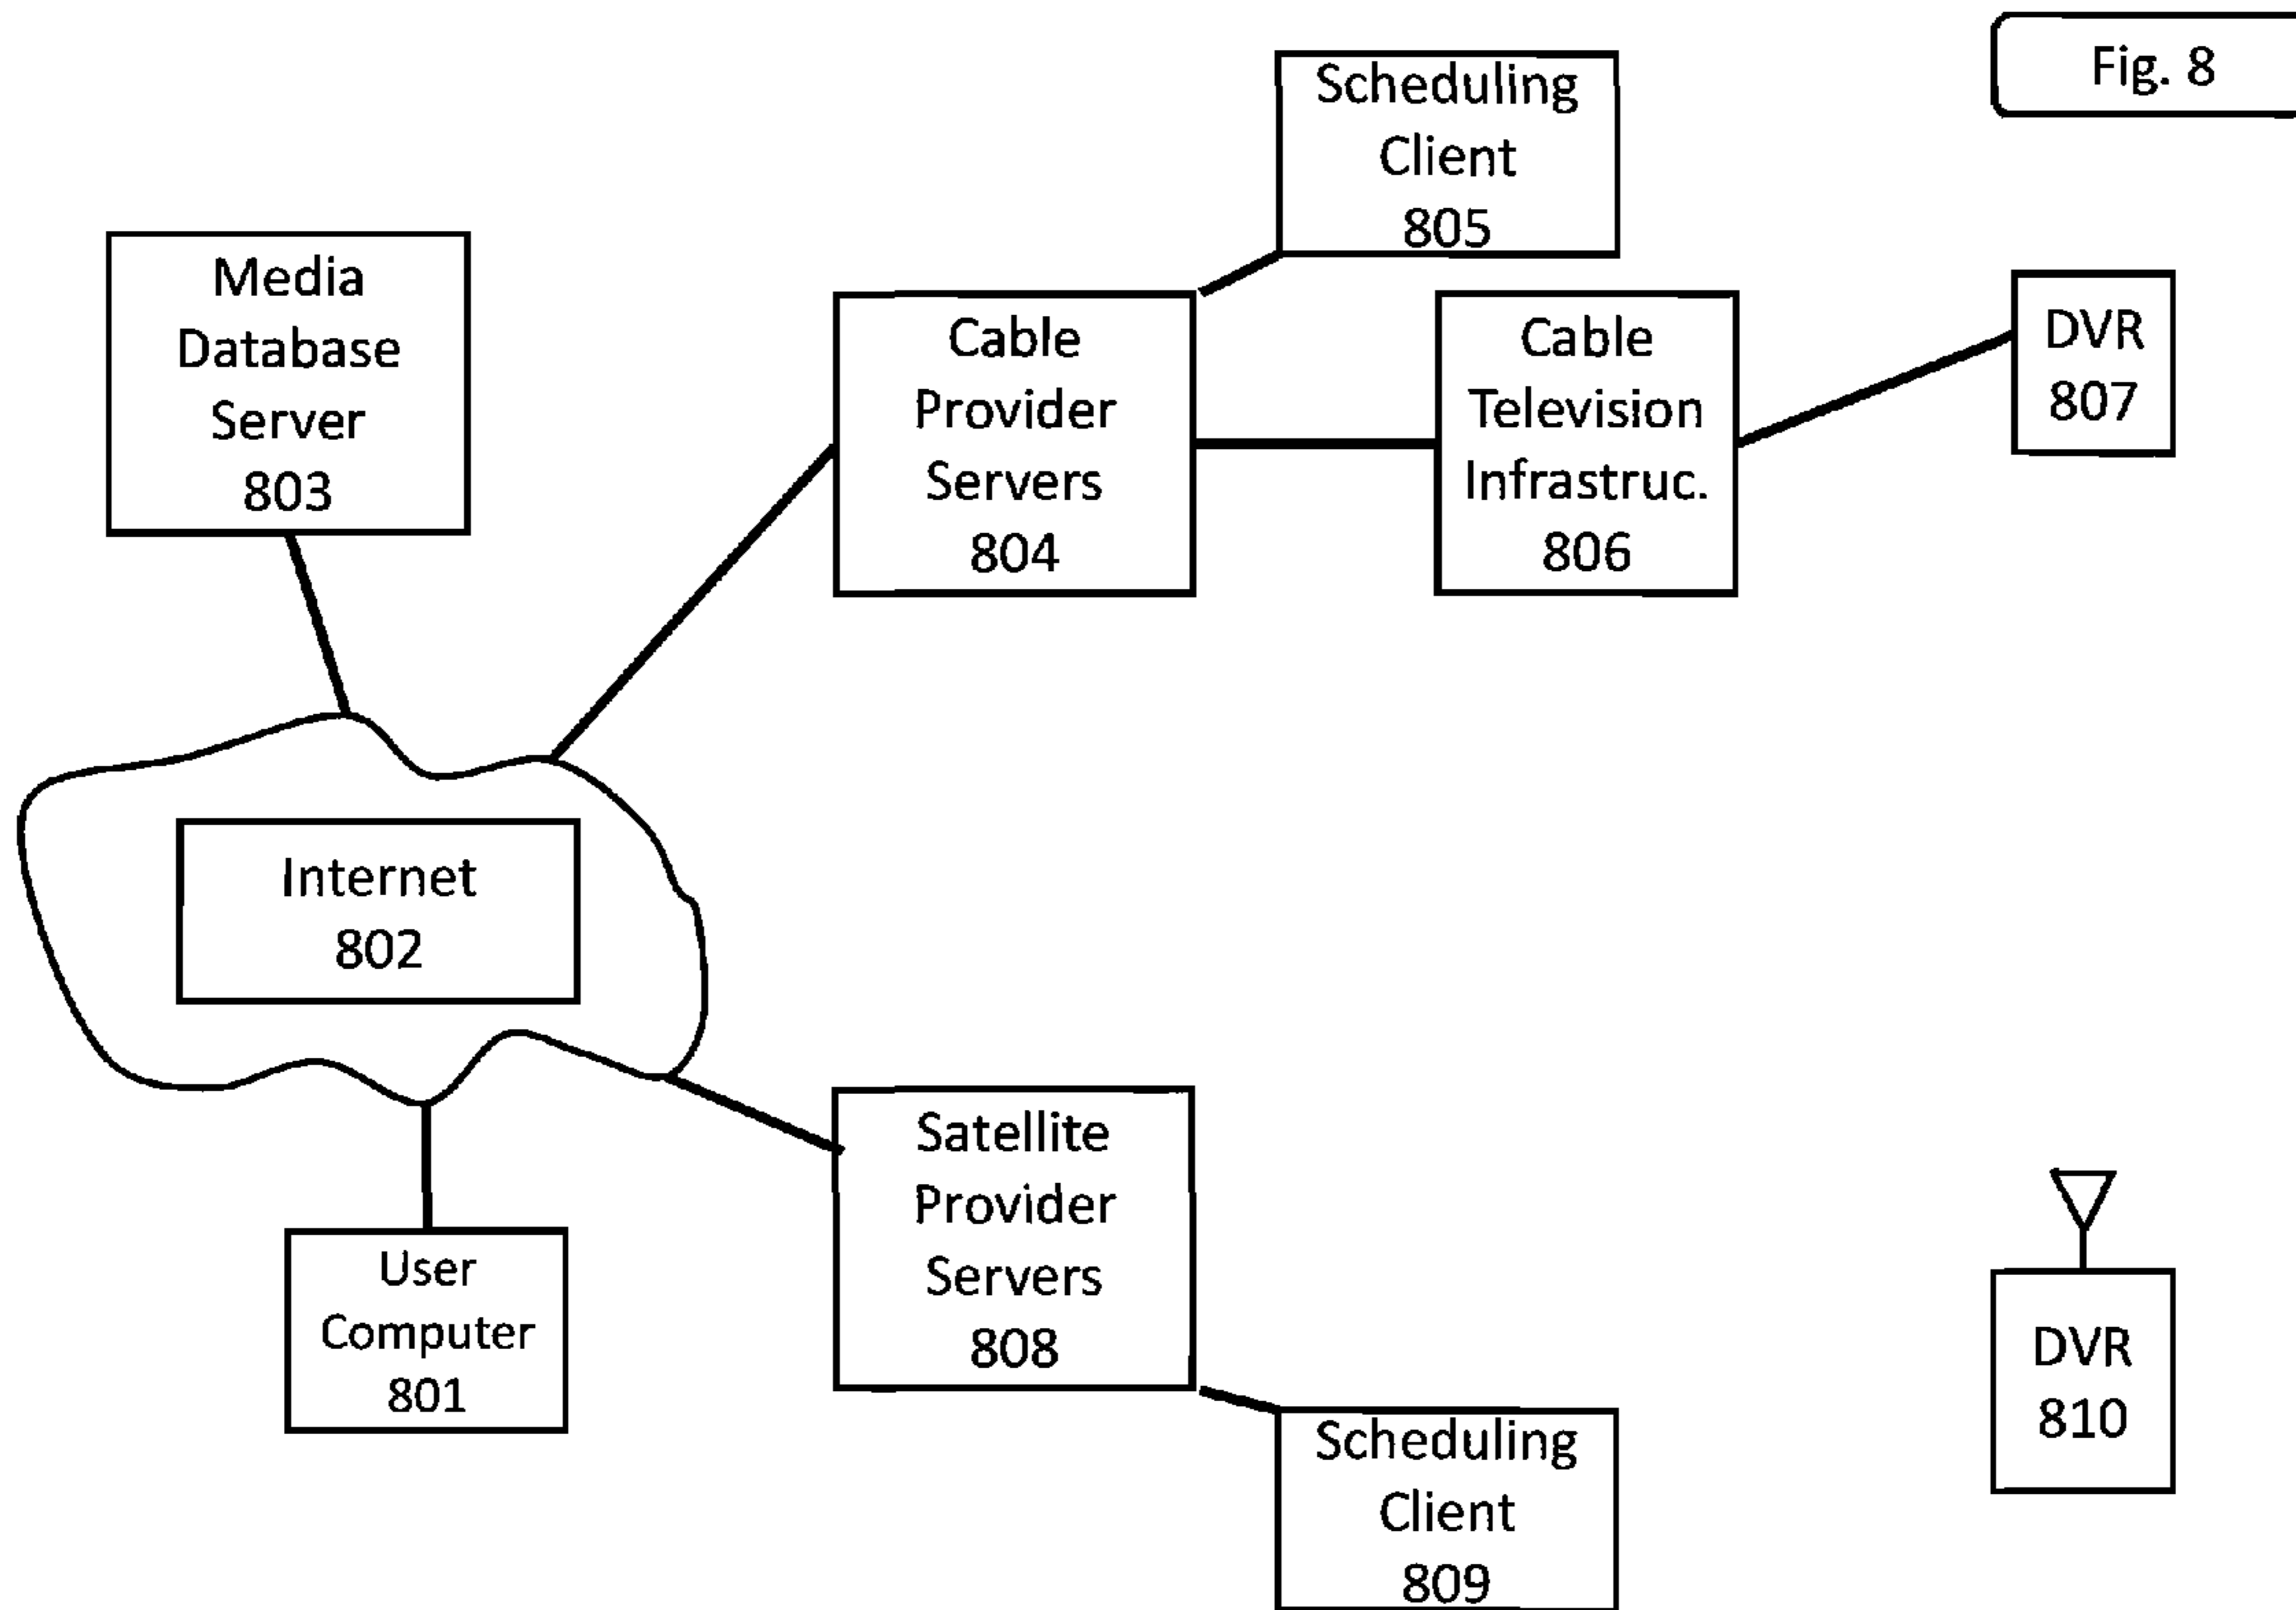 Fig. 8
Scheduling
Client
805
Media
Database
Server
803
Cable
Provider
Servers
804
Cable
Television
Infrastruc.
806
DVR
807
Internet
802
User
Computer
801
Satellite
Provider
Servers
808
DVR
810
Scheduling
Client
809